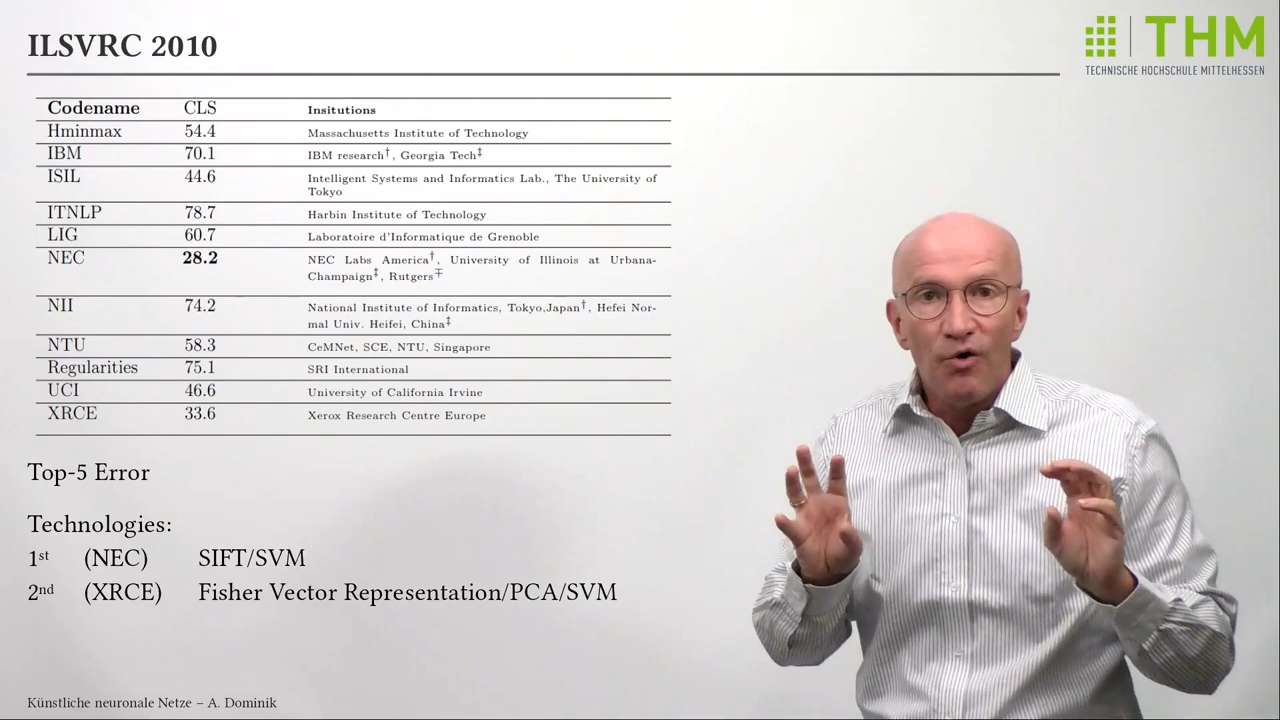 ILSVRC 2010
THM
TECHNISCHE HOCHSCHULE MITTELHESSEN
Codename CLS Insitutions
Hminmax 54.4 Massachusetts Institute of Technology
IBM 70.1 IBM research†, Georgia Tech‡
ISIL 44.6 Intelligent Systems and Informatics Lab., The University of
Tokyo
ITNLP 78.7 Harbin Institute of Technology
LIG 60.7 Laboratoire d'Informatique de Grenoble
NEC 28.2 NEC Labs America†, University of Illinois at Urbana-
Champaign‡, Rutgers∓
NII 74.2 National Institute of Informatics, Tokyo,Japan†, Hefei Nor-
mal Univ. Heifei, China‡
NTU 58.3 CeMNet, SCE, NTU, Singapore
Regularities 75.1 SRI International
UCI 46.6 University of California Irvine
XRCE 33.6 Xerox Research Centre Europe
Top-5 Error
Technologies:
1st (NEC) SIFT/SVM
2nd (XRCE) Fisher Vector Representation/PCA/SVM
Künstliche neuronale Netze – A. Dominik